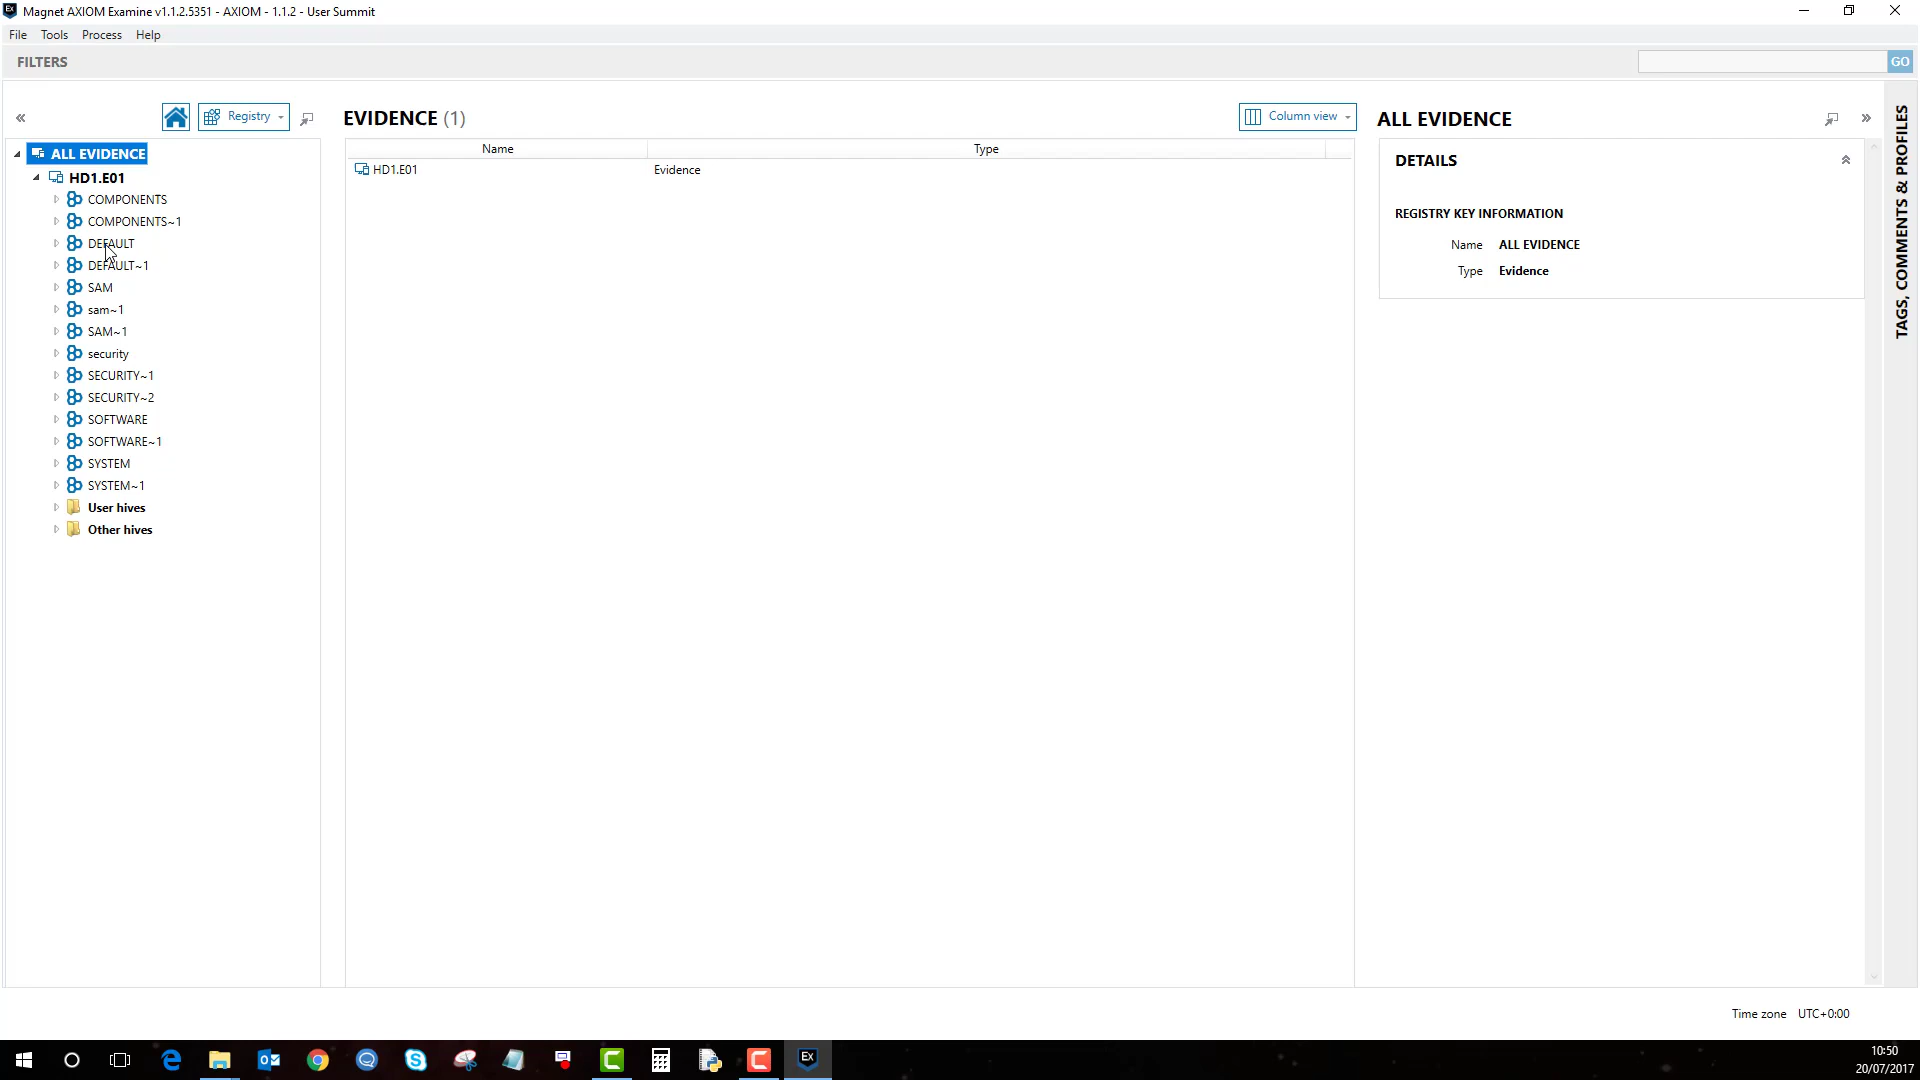 Magnet AXIOM Examine v1.1.2.5351 - AXIOM - 1.1.2 - User Summit
File Tools Process Help
FILTERS
GO
Registry
EVIDENCE (1)
Column view
ALL EVIDENCE
ALL EVIDENCE
HD1.E01
COMPONENTS
COMPONENTS~1
DEFAULT
DEFAULT~1
SAM
sam~1
SAM~1
security
SECURITY~1
SECURITY~2
SOFTWARE
SOFTWARE~1
SYSTEM
SYSTEM~1
User hives
Other hives
Name Type
HD1.E01 Evidence
DETAILS
REGISTRY KEY INFORMATION
Name ALL EVIDENCE
Type Evidence
TAGS, COMMENTS & PROFILES
Time zone UTC+0:00
EX
10:50
20/07/2017